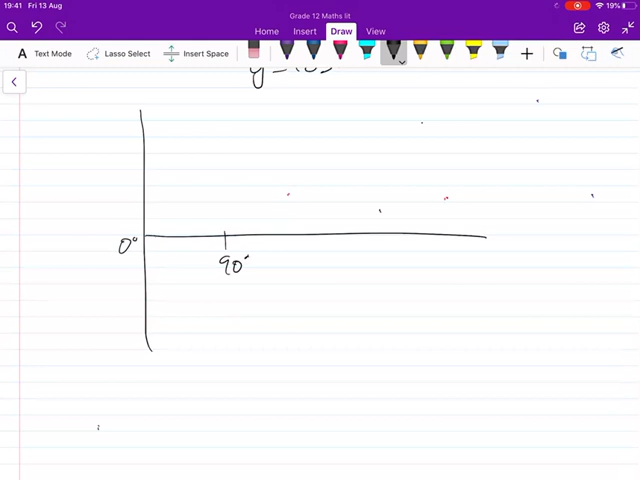 19:41 Fri 13 Aug
19%
Grade 12 Maths lit
Home Insert Draw View
A Text Mode Lasso Select Insert Space
0°
90°